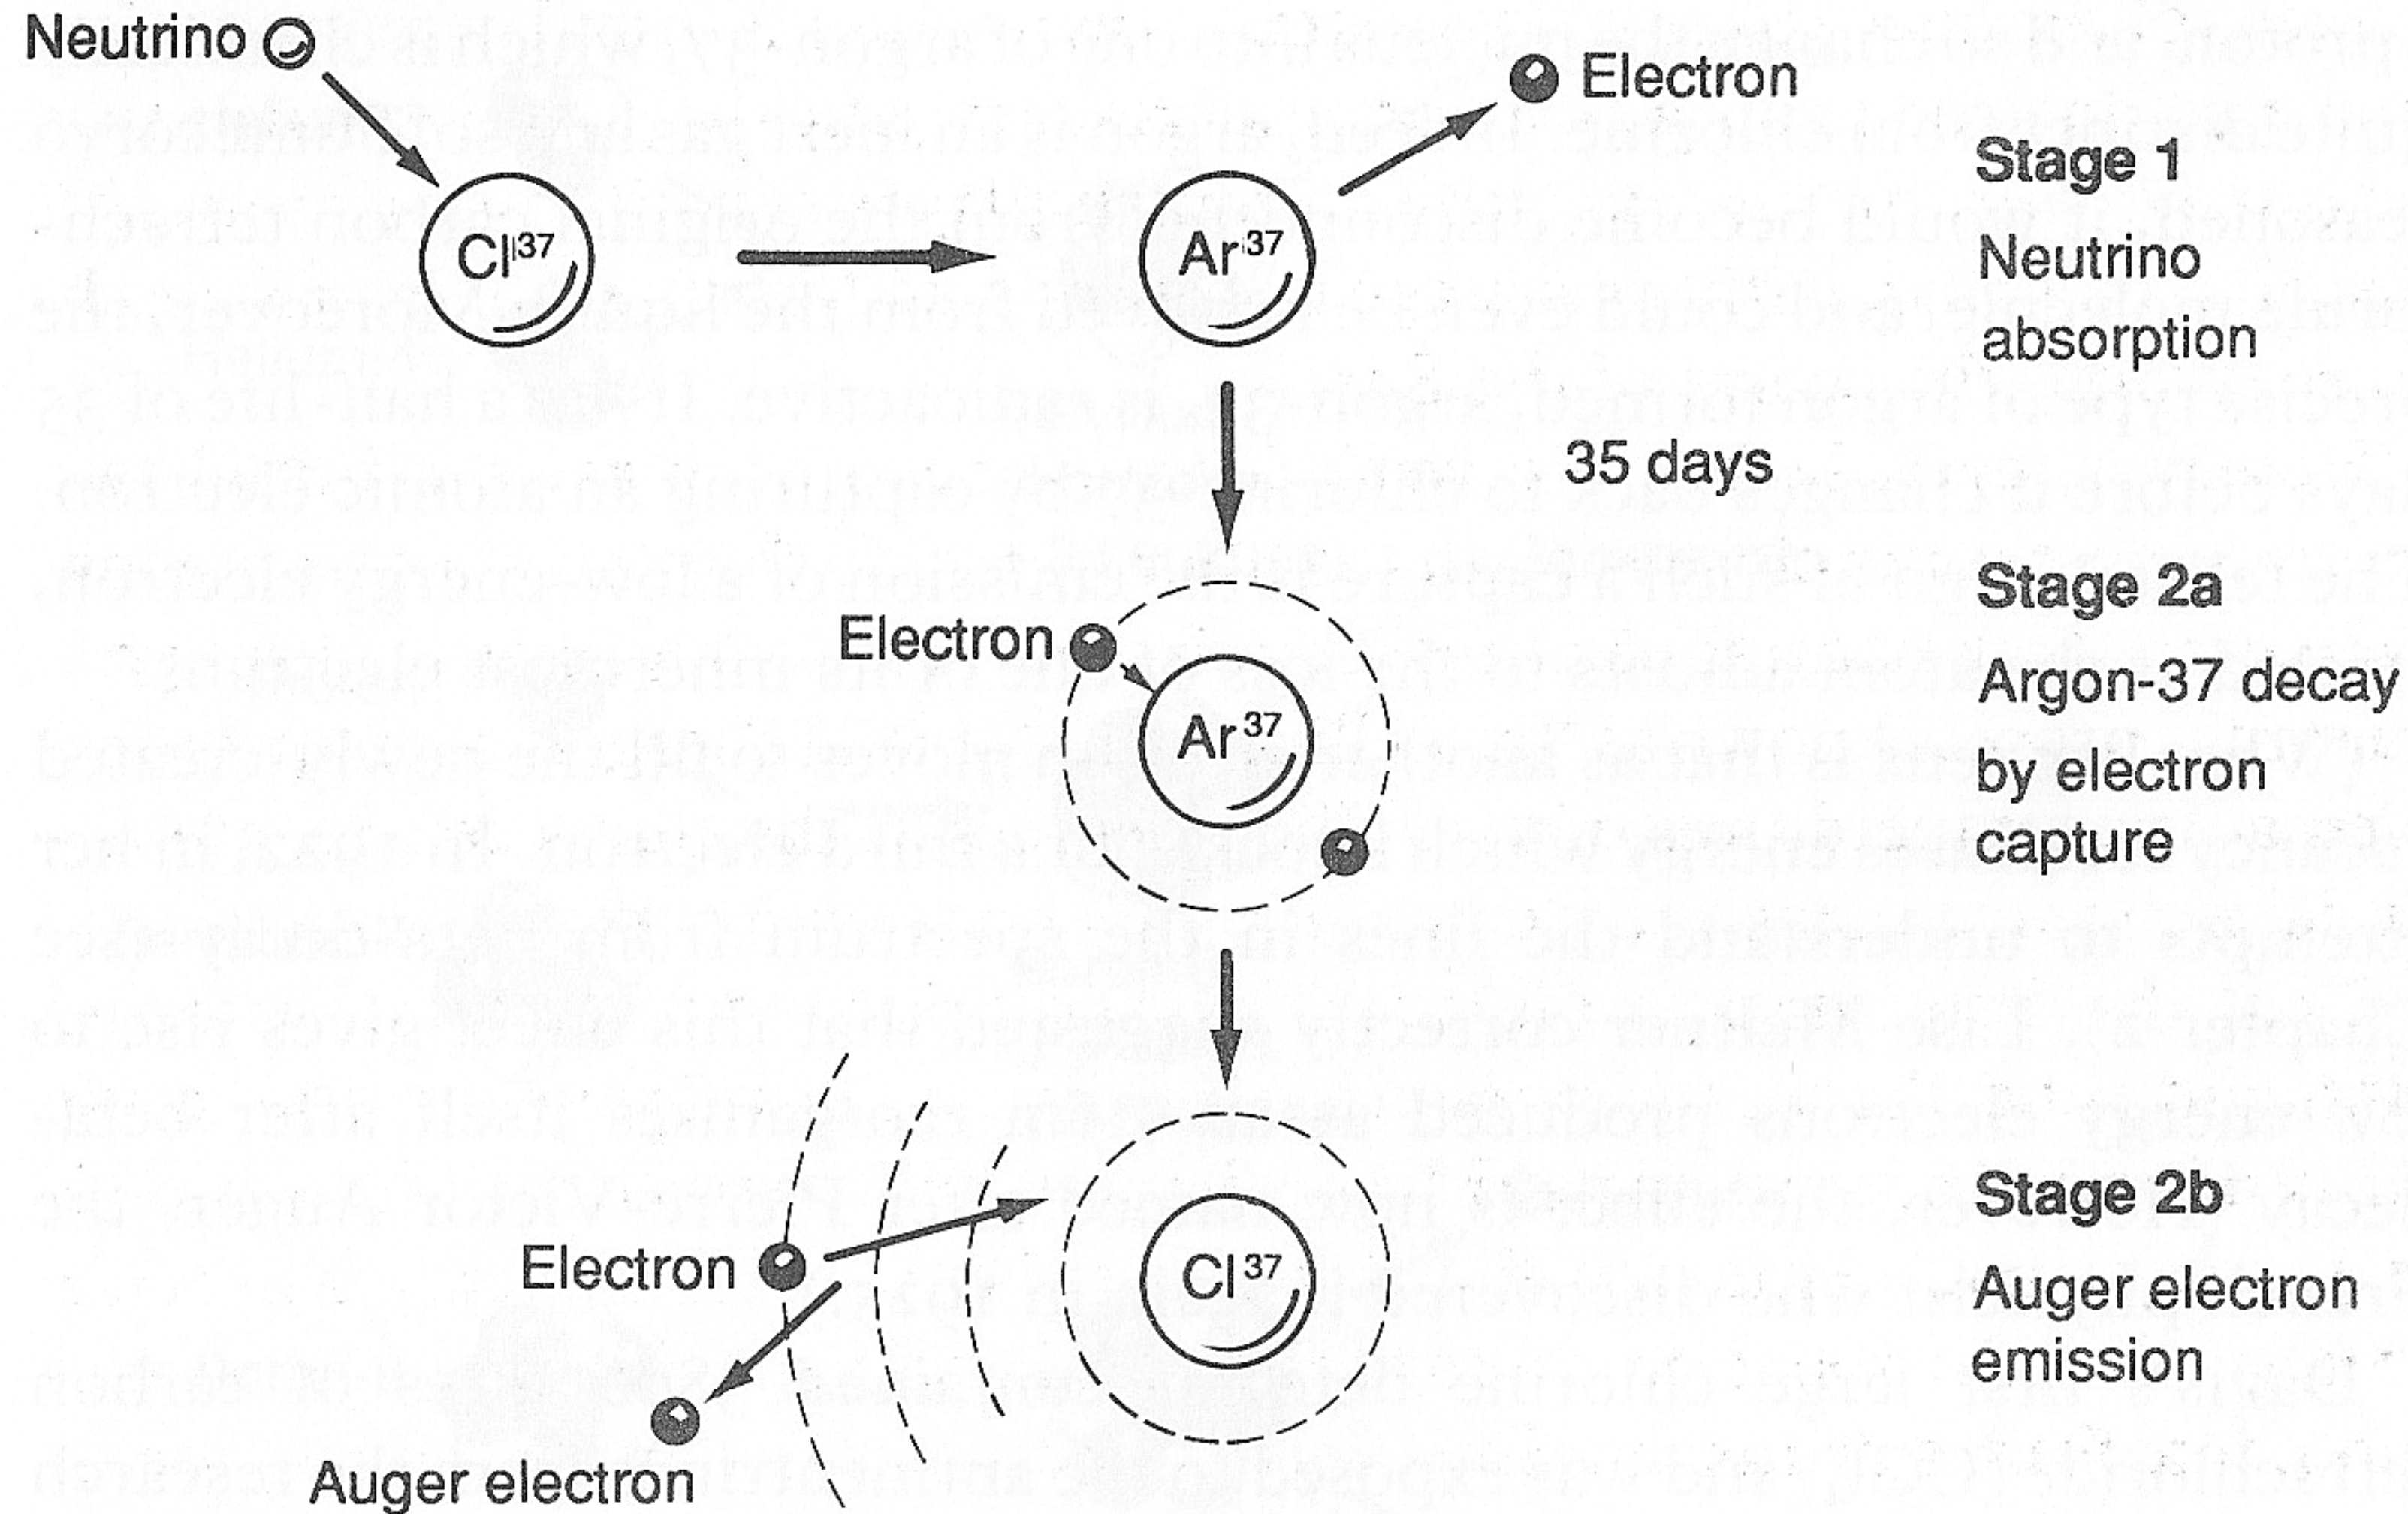 Neutrino
Cl³⁷
Ar³⁷
Electron
Stage 1
Neutrino
absorption
35 days
Electron
Ar³⁷
Stage 2a
Argon-37 decay
by electron
capture
Electron
Cl³⁷
Auger electron
Stage 2b
Auger electron
emission